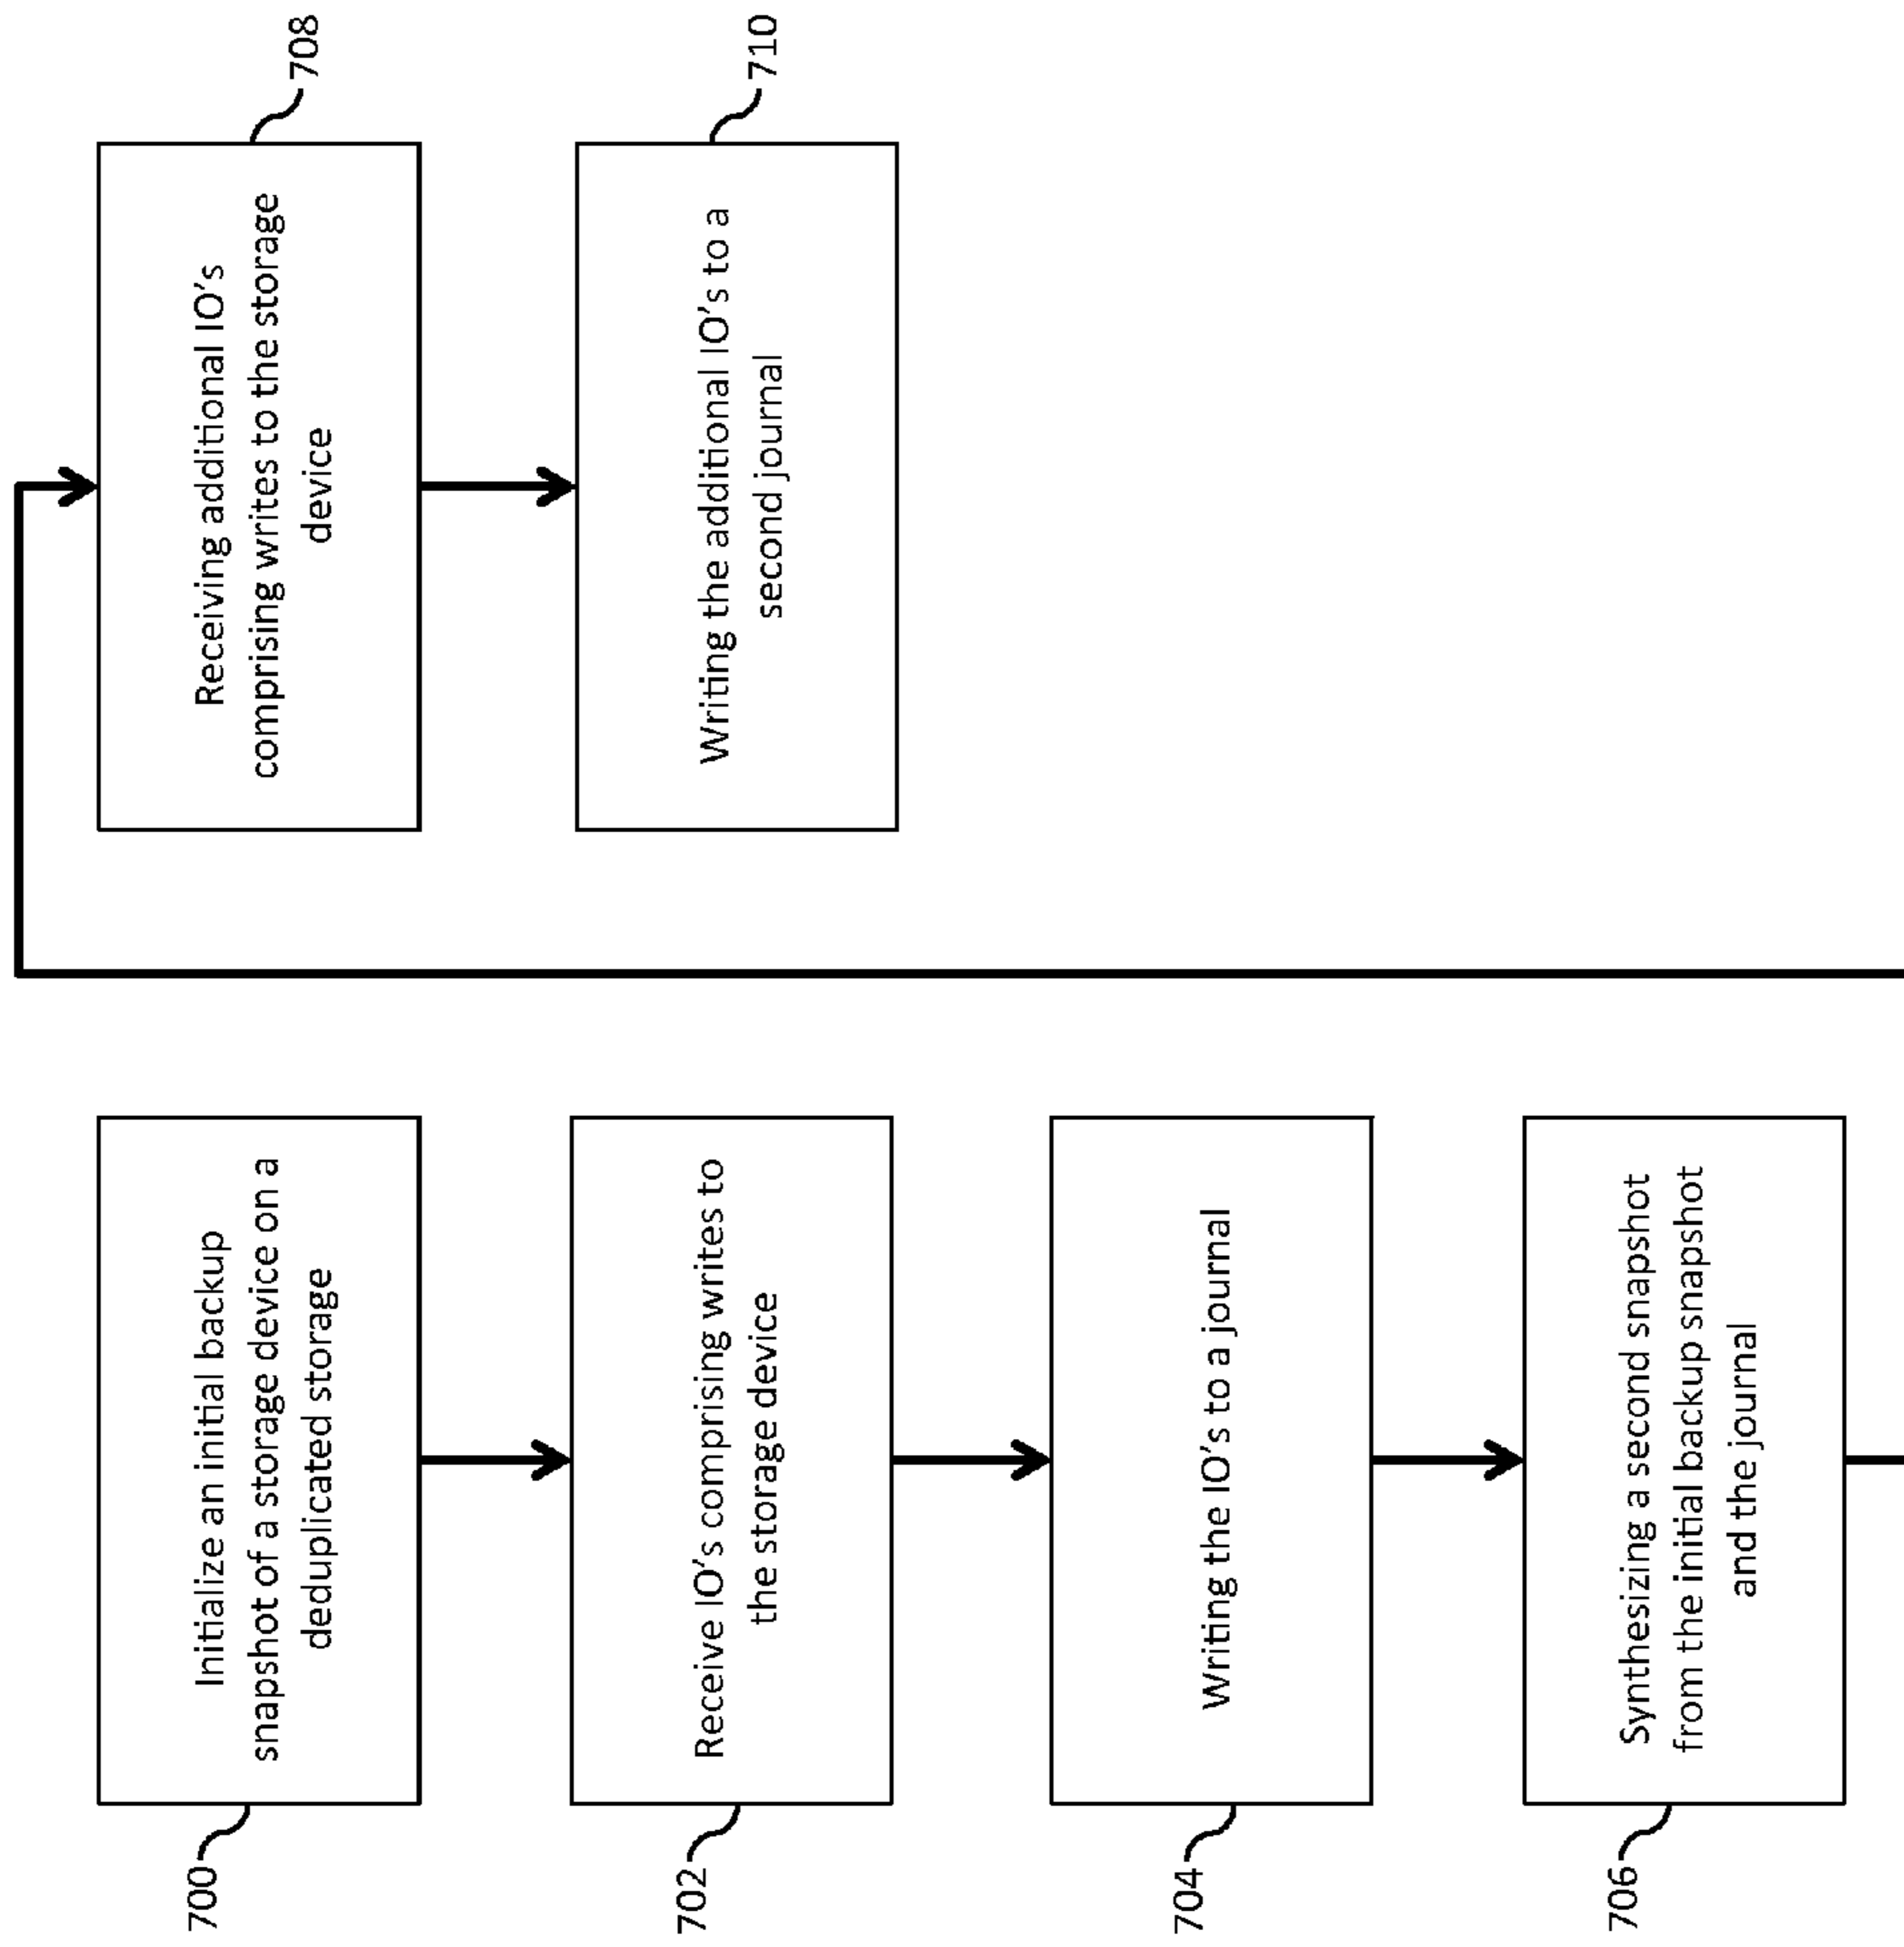 700
Initialize an initial backup
snapshot of a storage device on a
deduplicated storage
702
Receive IO's comprising writes to
the storage device
704
Writing the IO's to a journal
706
Synthesizing a second snapshot
from the initial backup snapshot
and the journal
708
Receiving additional IO's
comprising writes to the storage
device
710
Writing the additional IO's to a
second journal